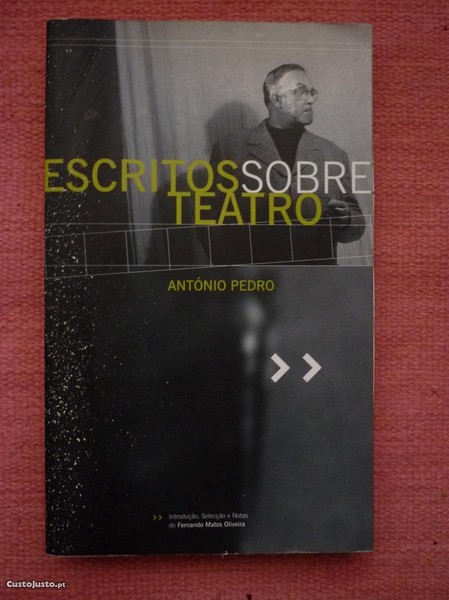 ESCRITOSSOBRE
TEATRO
ANTÓNIO PEDRO
>>
>> Introdução, Selecção e Notas
de Fernando Matos Oliveira
CustoJusto.pt